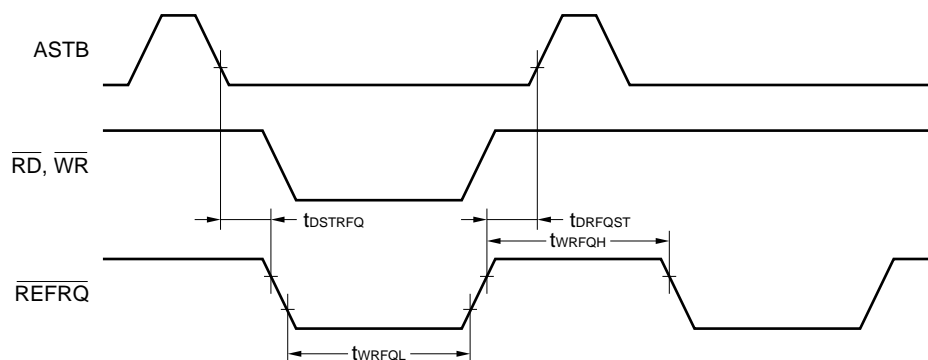 ASTB
RD, WR
tDSTRFQ
tDRFQST
tWRFQH
REFRQ
tWRFQL